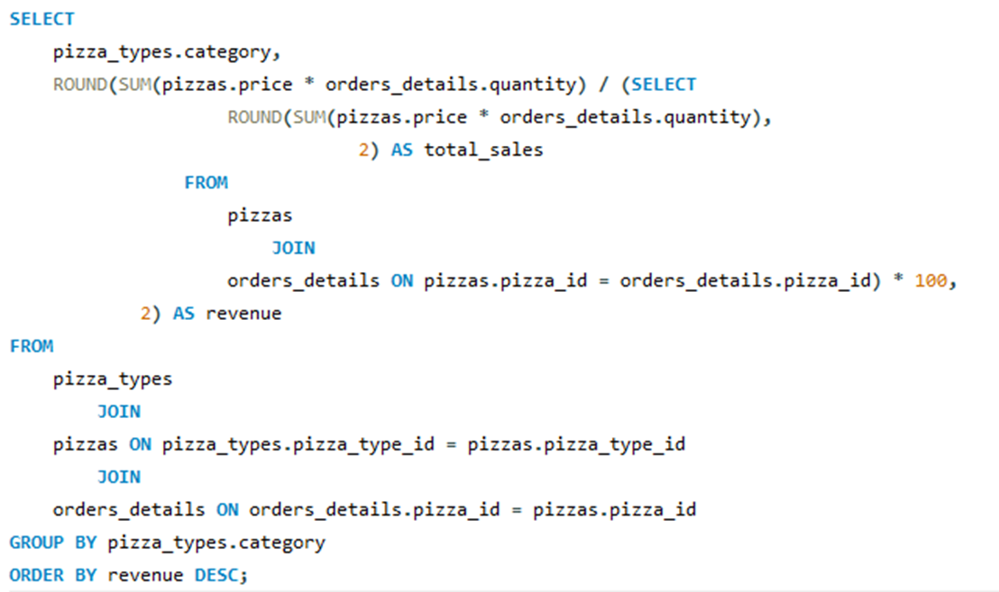 SELECT
pizza_types.category,
ROUND(SUM(pizzas.price * orders_details.quantity) / (SELECT
ROUND(SUM(pizzas.price * orders_details.quantity),
2) AS total_sales
FROM
pizzas
JOIN
orders_details ON pizzas.pizza_id = orders_details.pizza_id) * 100,
2) AS revenue
FROM
pizza_types
JOIN
pizzas ON pizza_types.pizza_type_id = pizzas.pizza_type_id
JOIN
orders_details ON orders_details.pizza_id = pizzas.pizza_id
GROUP BY pizza_types.category
ORDER BY revenue DESC;